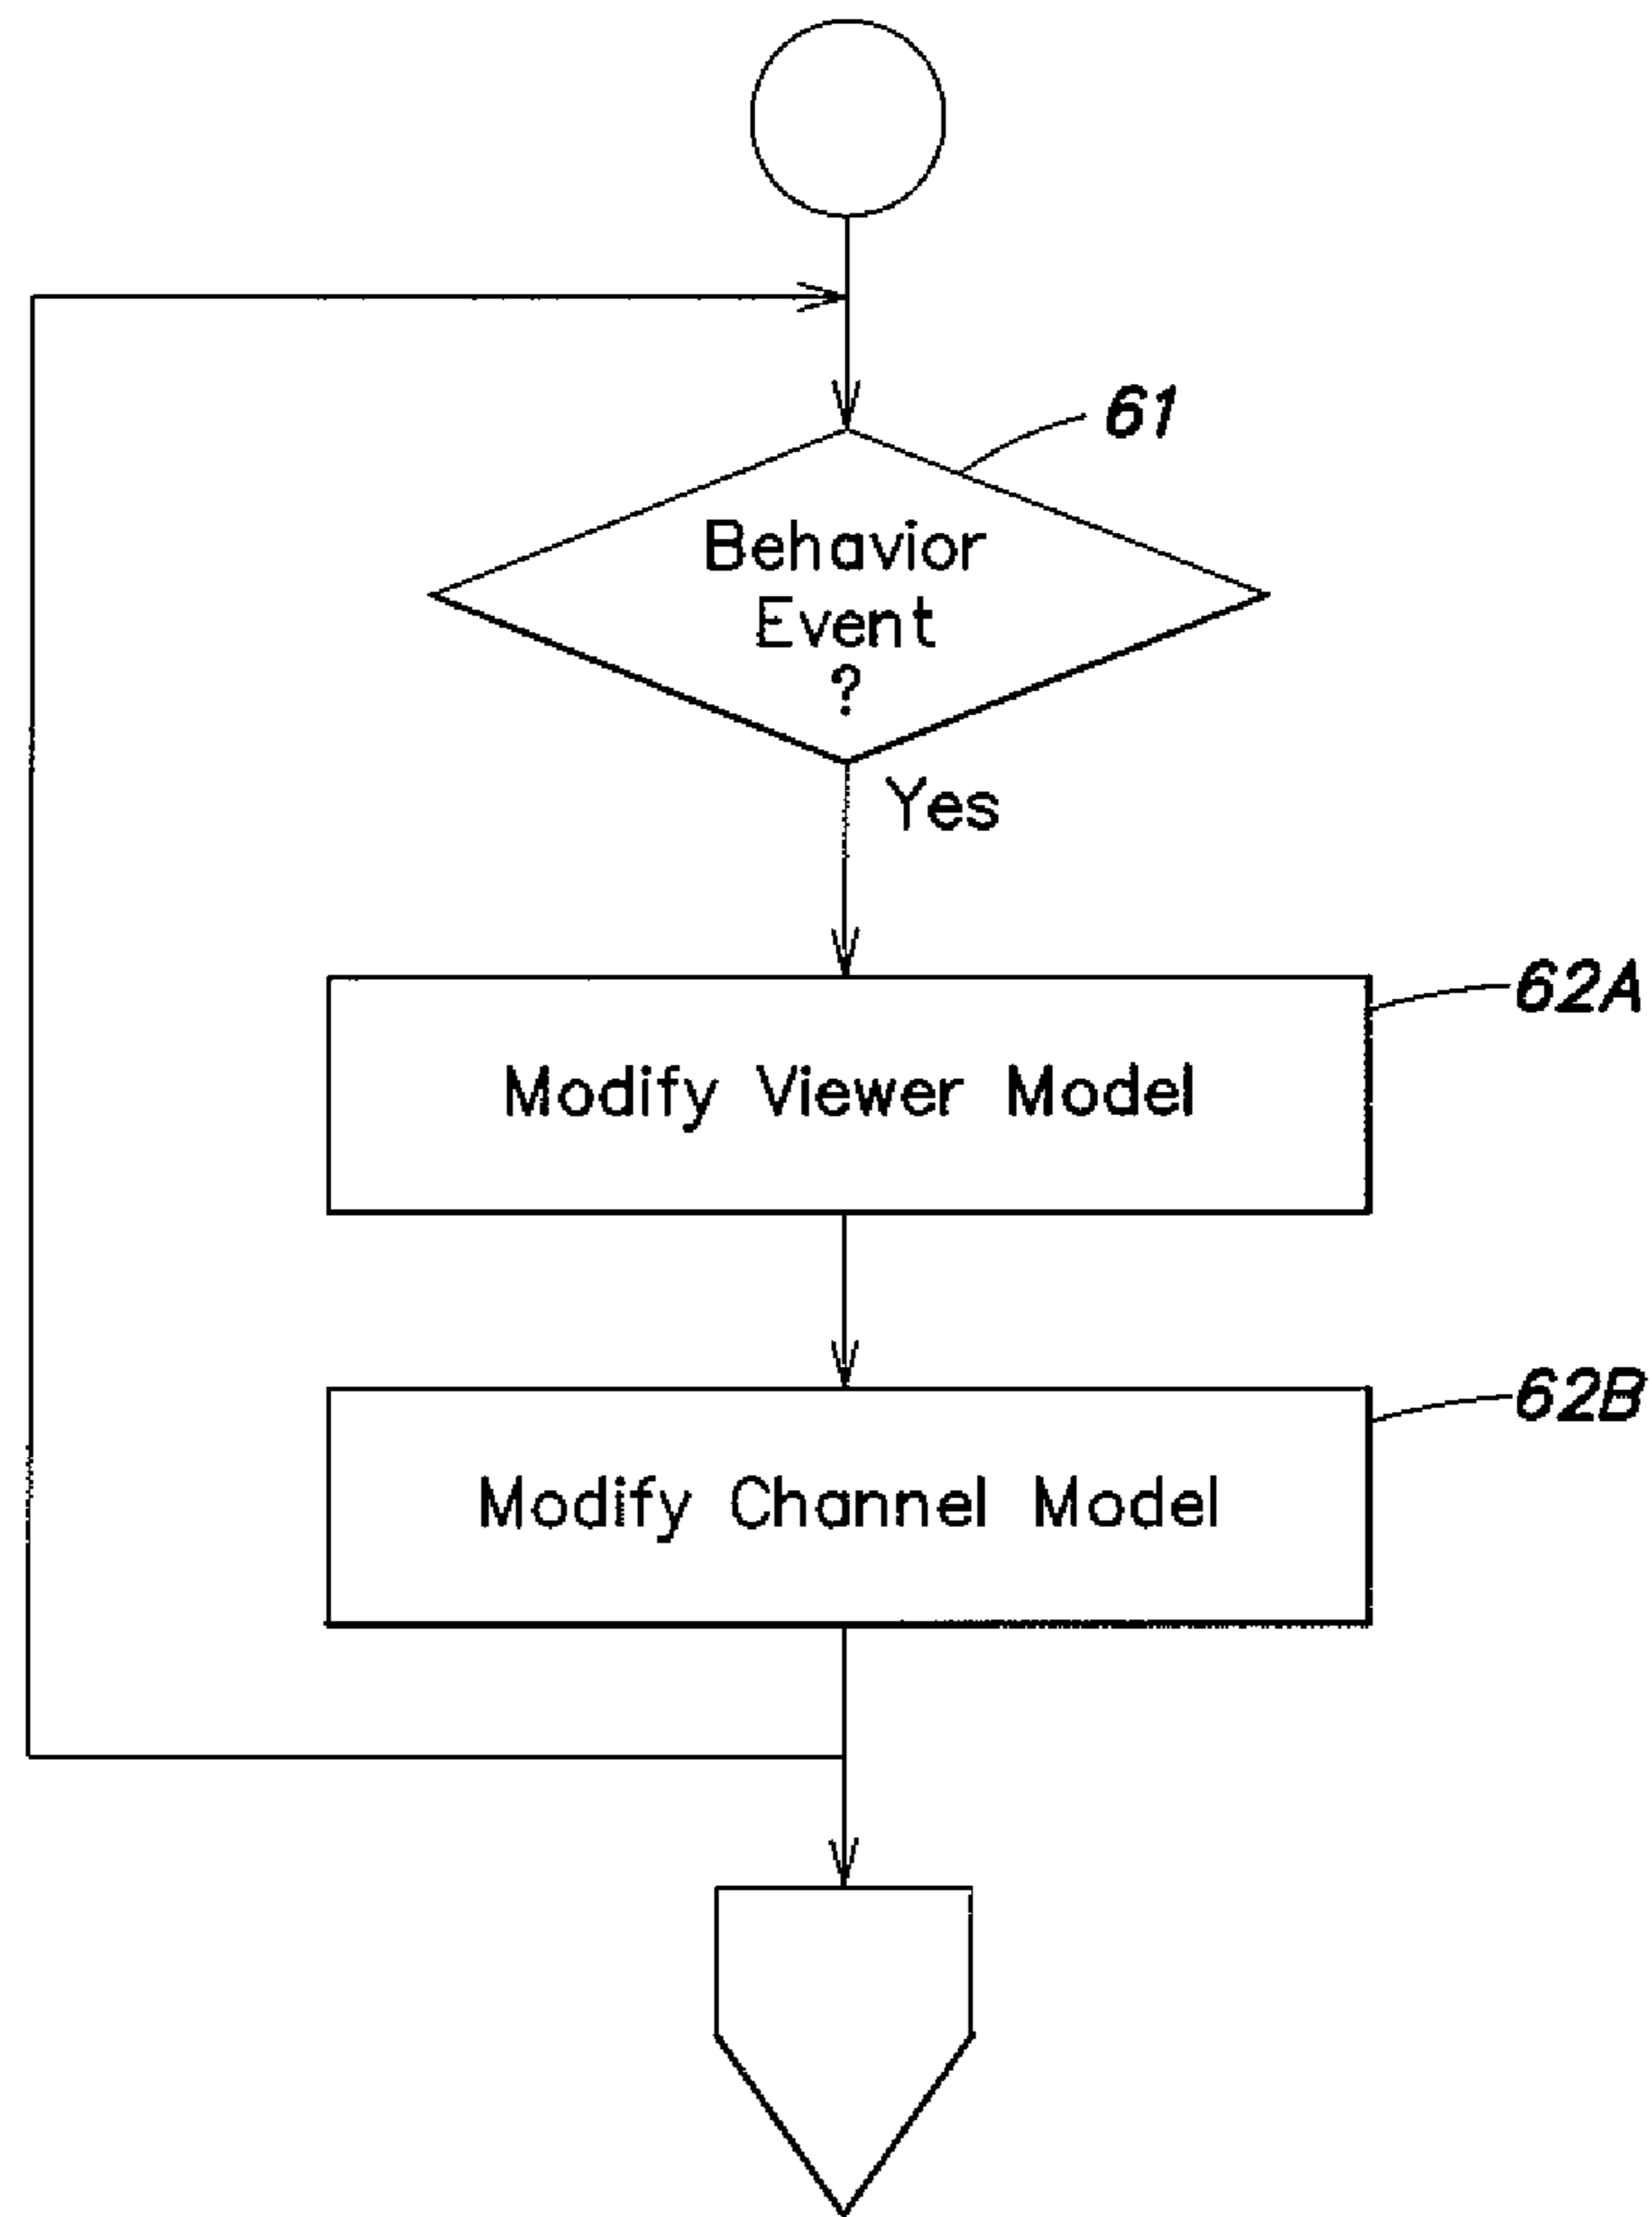 61
Behavior
Event
?
Yes
62A
Modify Viewer Model
62B
Modify Channel Model